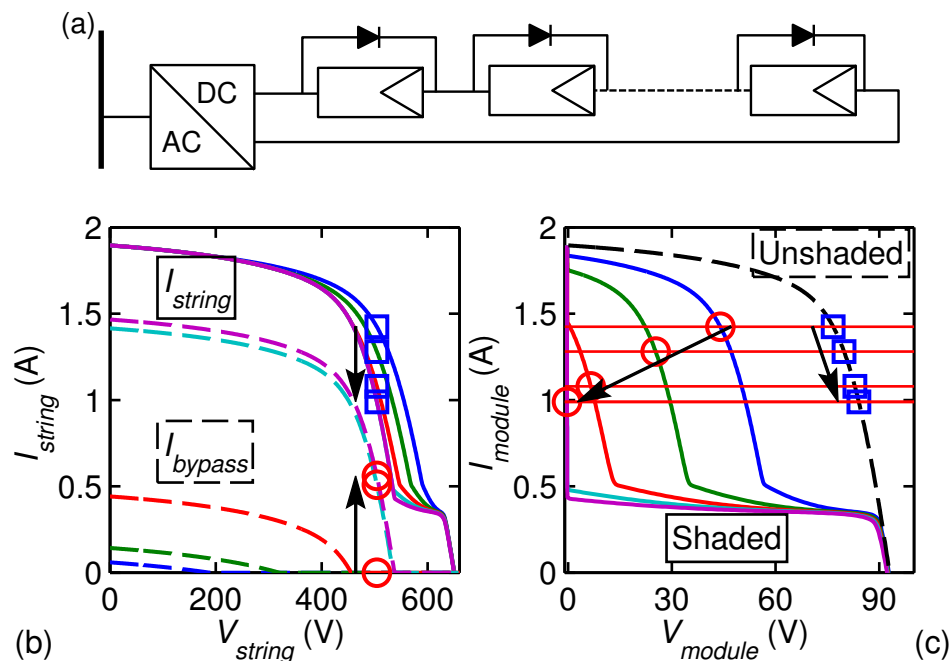 (a)
DC
AC
2
1.5
1
0.5
0
0
200
400
600
I_string (A)
V_string (V)
I_string
I_bypass
(b)
2
1.5
1
0.5
0
0
30
60
90
I_module (A)
V_module (V)
Unshaded
Shaded
(c)